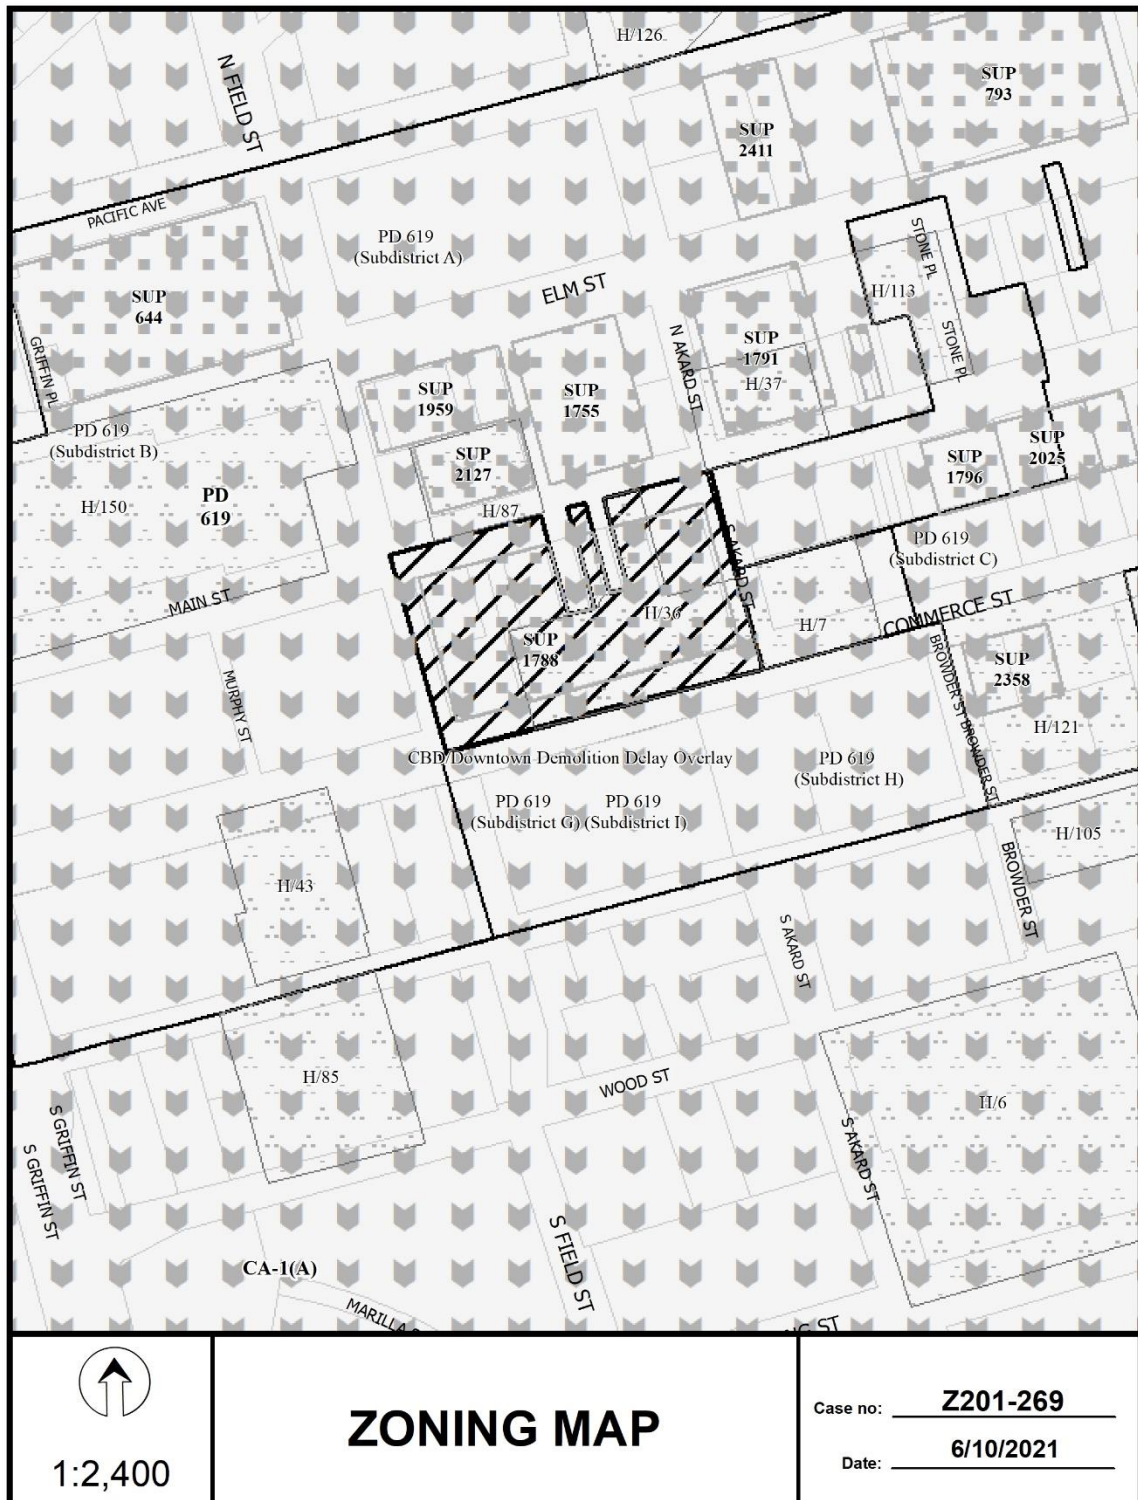 H/126
N FIELD ST
SUP
793
SUP
2411
PACIFIC AVE
PD 619
(Subdistrict A)
STONE PL
ELM ST
H/113
SUP
644
GRIFFIN PL
N AKARD ST
SUP
1791
H/37
STONE PL
SUP
1959
SUP
1755
PD 619
(Subdistrict B)
SUP
2127
SUP
1796
SUP
2025
H/150
PD
619
H/87
PD 619
(Subdistrict C)
S AKARD ST
MAIN ST
H/36
H/7
COMMERCE ST
SUP
1788
BROWDER ST
BROWDER ST
SUP
2358
MURPHY ST
H/121
CBD/Downtown Demolition Delay Overlay
PD 619
(Subdistrict H)
PD 619
(Subdistrict G)
PD 619
(Subdistrict I)
H/105
BROWDER ST
H/43
S AKARD ST
H/85
WOOD ST
H/6
S GRIFFIN ST
S GRIFFIN ST
S AKARD ST
S FIELD ST
CA-1(A)
MARILLA
ST
1:2,400
ZONING MAP
Case no: Z201-269
Date: 6/10/2021